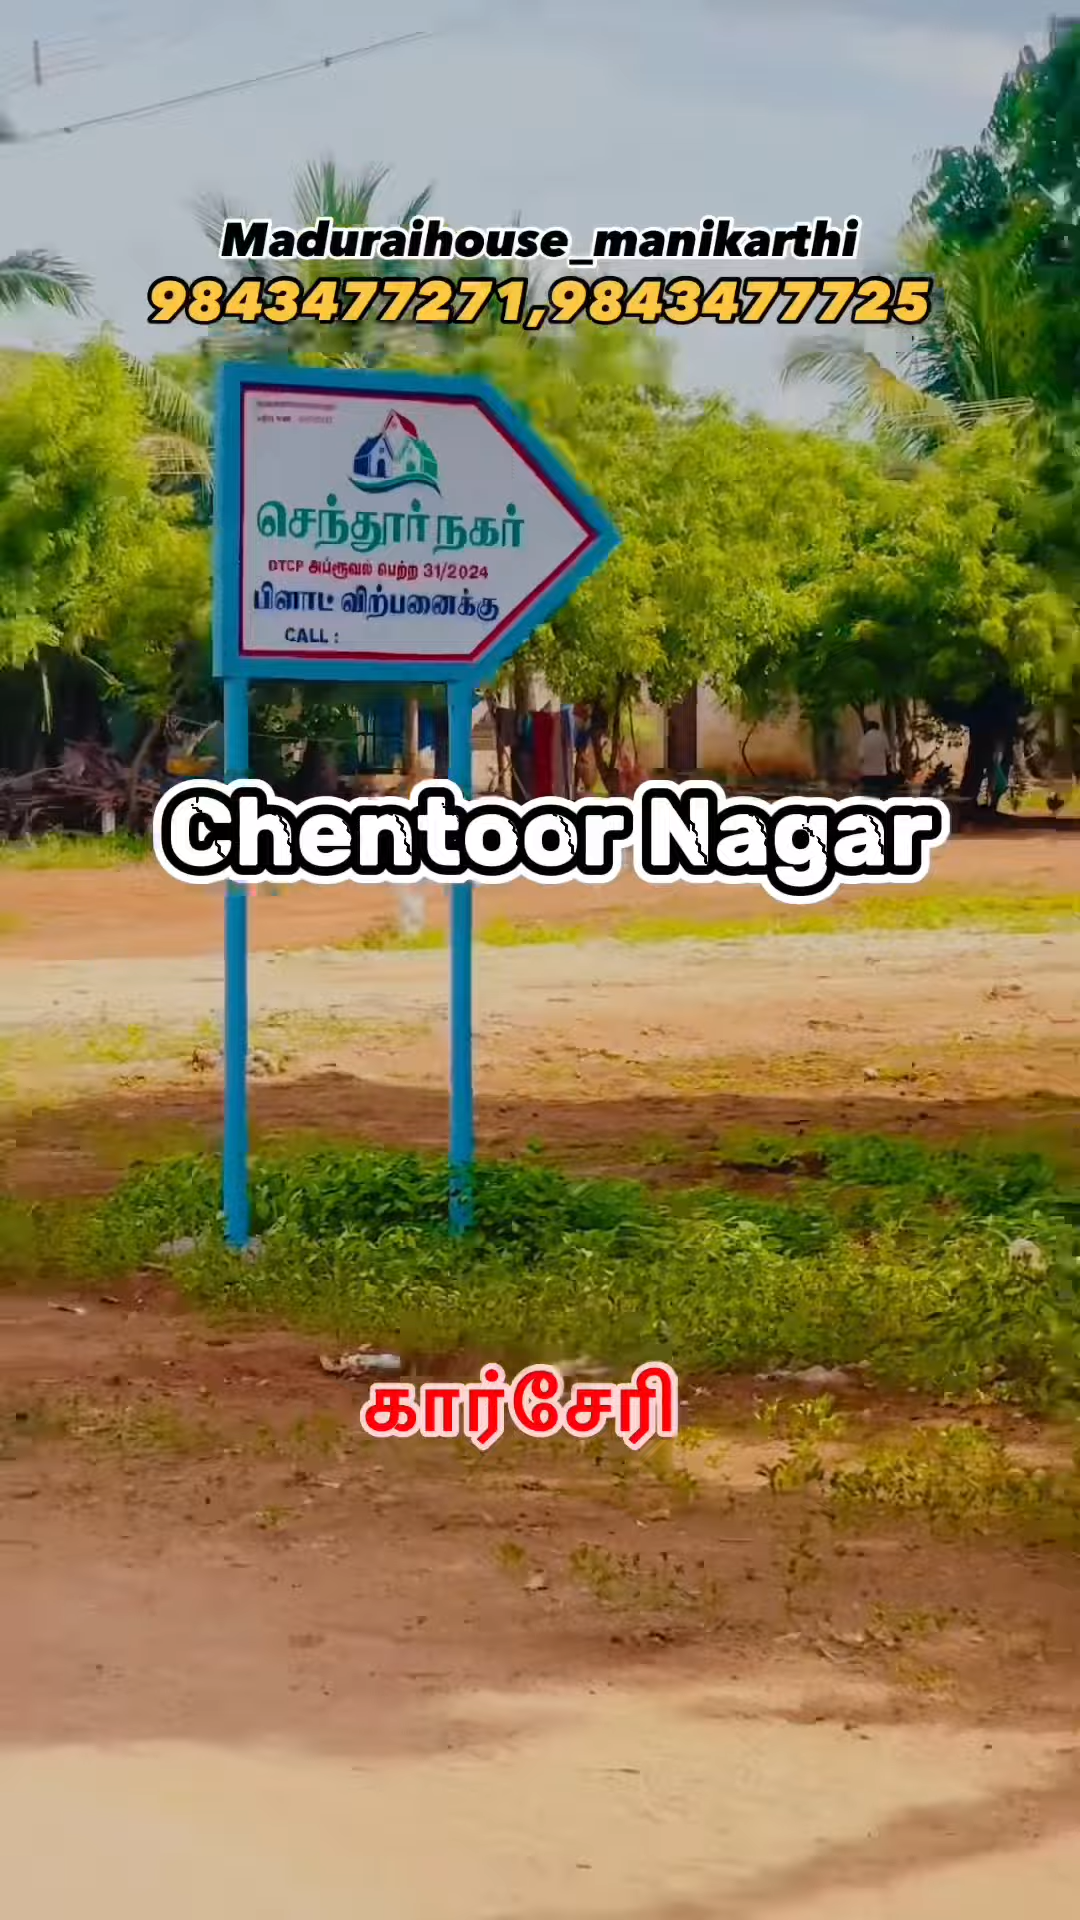 Maduraihouse_manikarthi
9843477271,9843477725
செந்தூர் நகர்
DTCP அப்ரூவல் பெற்ற 31/2024
பிளாட் விற்பனைக்கு
CALL :
Chentoor Nagar
கார்சேரி